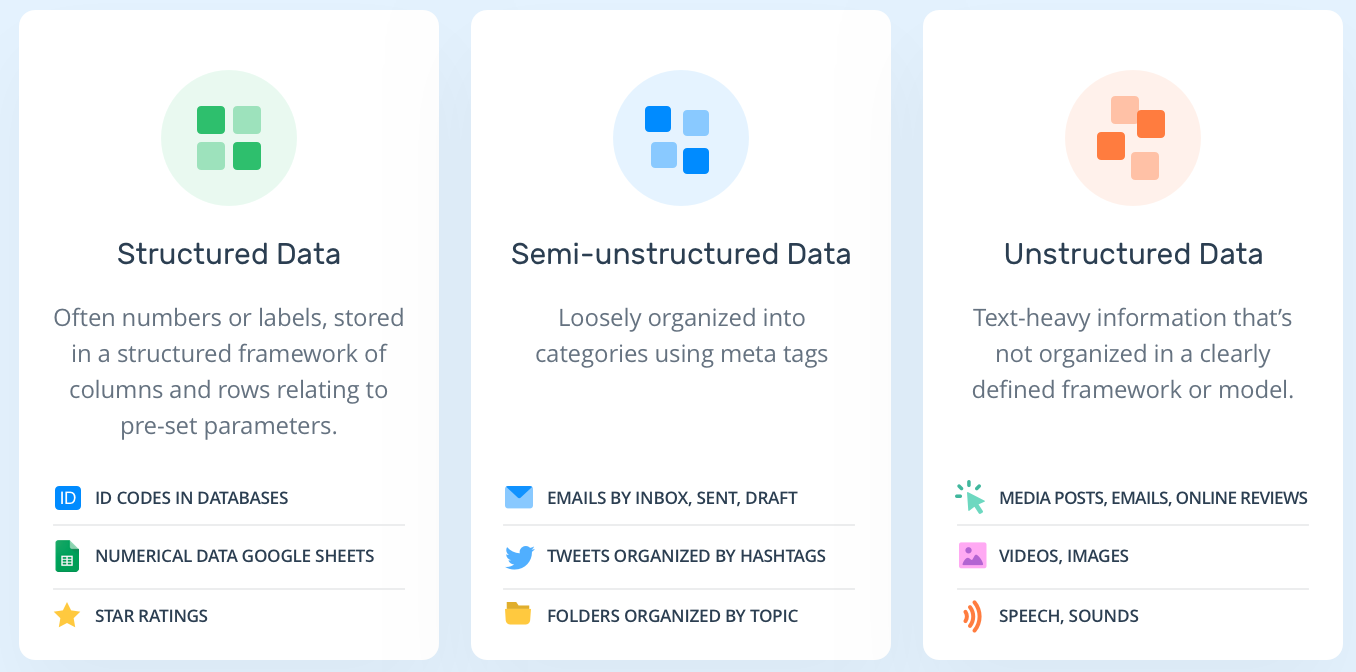 Structured Data
Often numbers or labels, stored
in a structured framework of
columns and rows relating to
pre-set parameters.
ID
ID CODES IN DATABASES
NUMERICAL DATA GOOGLE SHEETS
STAR RATINGS
Semi-unstructured Data
Loosely organized into
categories using meta tags
EMAILS BY INBOX, SENT, DRAFT
TWEETS ORGANIZED BY HASHTAGS
FOLDERS ORGANIZED BY TOPIC
Unstructured Data
Text-heavy information that’s
not organized in a clearly
defined framework or model.
MEDIA POSTS, EMAILS, ONLINE REVIEWS
VIDEOS, IMAGES
SPEECH, SOUNDS